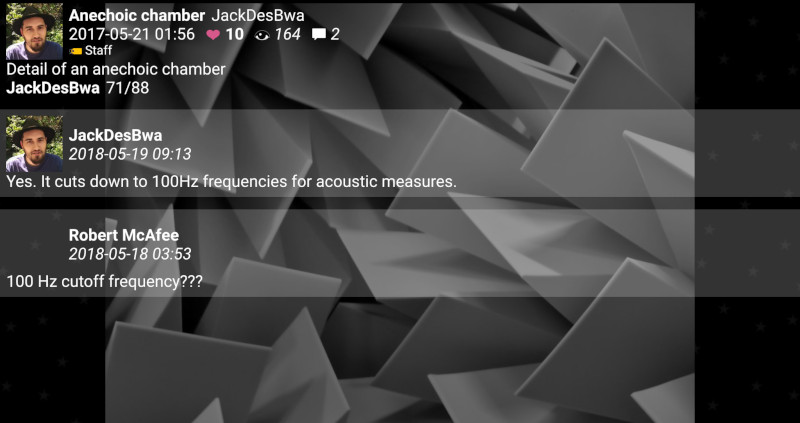 Anechoic chamber JackDesBwa
2017-05-21 01:56 10 164 2
Staff
Detail of an anechoic chamber
JackDesBwa 71/88
JackDesBwa
2018-05-19 09:13
Yes. It cuts down to 100Hz frequencies for acoustic measures.
Robert McAfee
2018-05-18 03:53
100 Hz cutoff frequency???